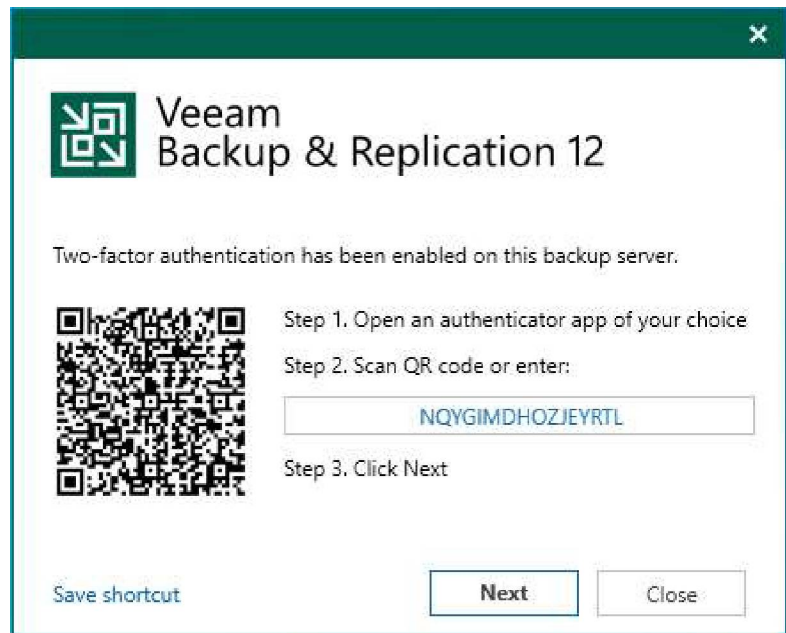 Veeam
Backup & Replication 12
Two-factor authentication has been enabled on this backup server.
Step 1. Open an authenticator app of your choice
Step 2. Scan QR code or enter:
NQYGIMDHOZJEYRTL
Step 3. Click Next
Save shortcut
Next
Close